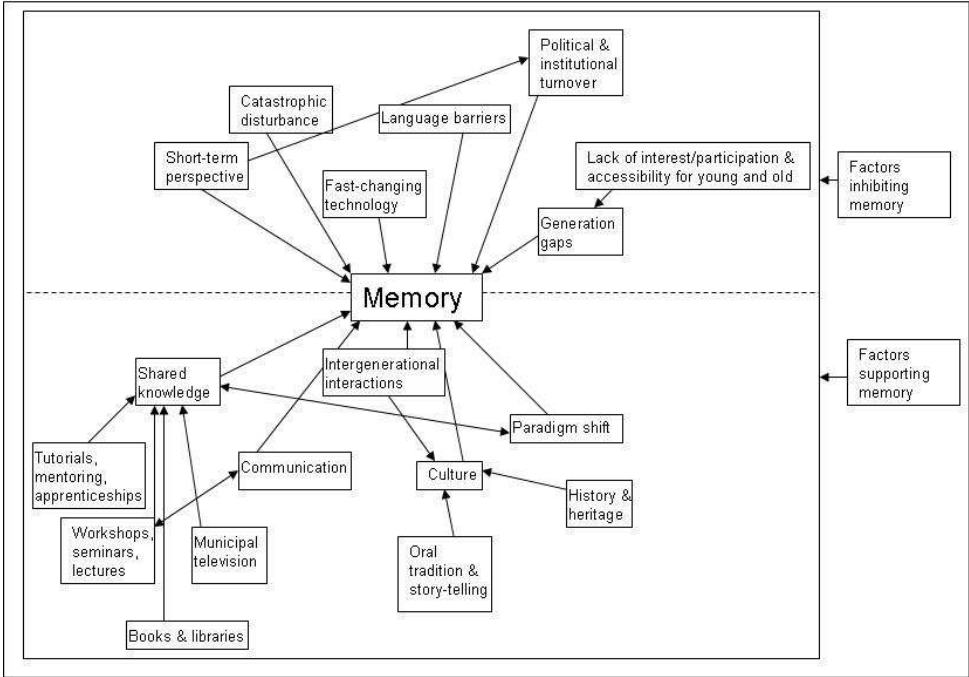 Political &
institutional
turnover
Catastrophic
disturbance
Language barriers
Short-term
perspective
Lack of interest/participation &
accessibility for young and old
Factors
inhibiting
memory
Fast-changing
technology
Generation
gaps
Memory
Shared
knowledge
Intergenerational
interactions
Factors
supporting
memory
Paradigm shift
Tutorials,
mentoring,
apprenticeships
Communication
Culture
History &
heritage
Workshops,
seminars,
lectures
Municipal
television
Oral
tradition &
story-telling
Books & libraries